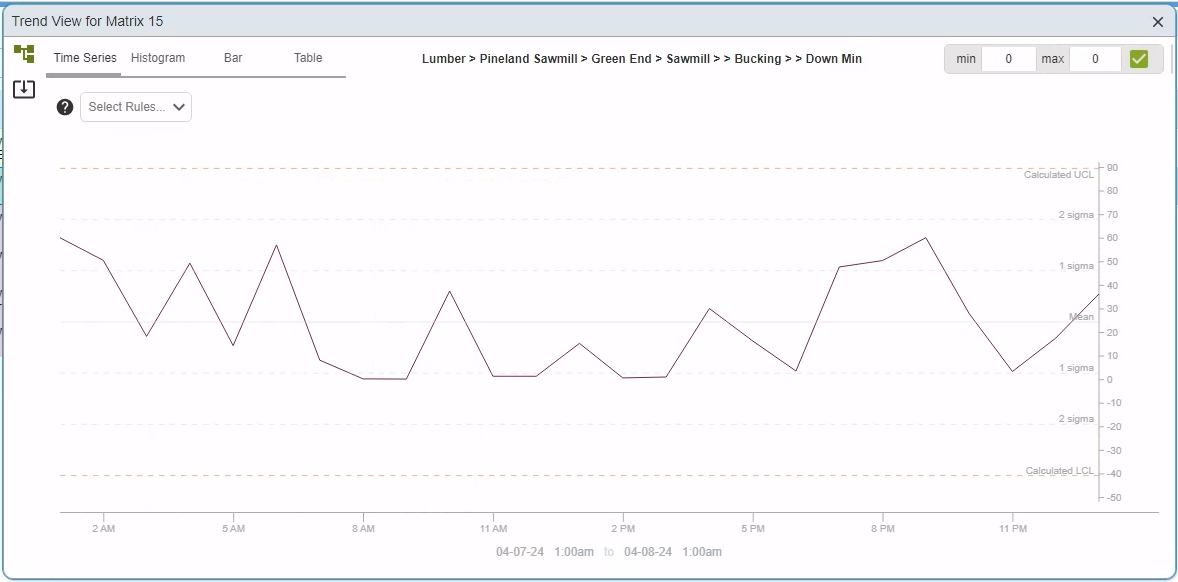 Trend View for Matrix 15
Time Series Histogram Bar Table Lumber > Pineland Sawmill > Green End > Sawmill > > Bucking > > Down Min min 0 max 0
? Select Rules...
90
Calculated UCL
80
2 sigma 70
60
50
1 sigma
40
30
Mean
20
10
1 sigma
0
-10
2 sigma
-20
-30
Calculated LCL -40
-50
2 AM 5 AM 8 AM 11 AM 2 PM 5 PM 8 PM 11 PM
04-07-24 1:00am to 04-08-24 1:00am